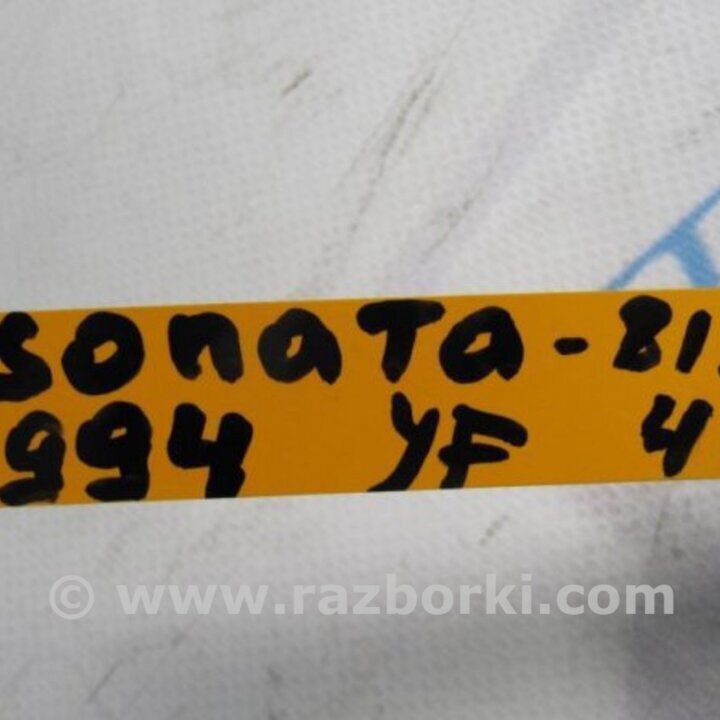 sonata - 81
994 YF 4
© www.razborki.com